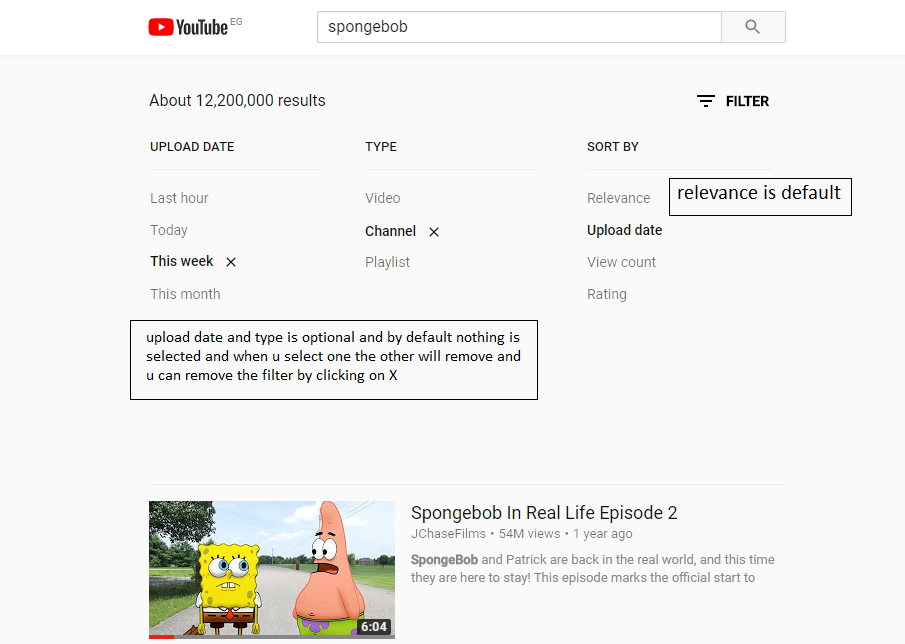 YouTube EG
spongebob
About 12,200,000 results
FILTER
UPLOAD DATE
TYPE
SORT BY
Last hour
Video
Relevance
relevance is default
Today
Channel
Upload date
This week
Playlist
View count
This month
Rating
upload date and type is optional and by default nothing is
selected and when u select one the other will remove and
u can remove the filter by clicking on X
Spongebob In Real Life Episode 2
JChaseFilms • 54M views • 1 year ago
SpongeBob and Patrick are back in the real world, and this time
they are here to stay! This episode marks the official start to
6:04